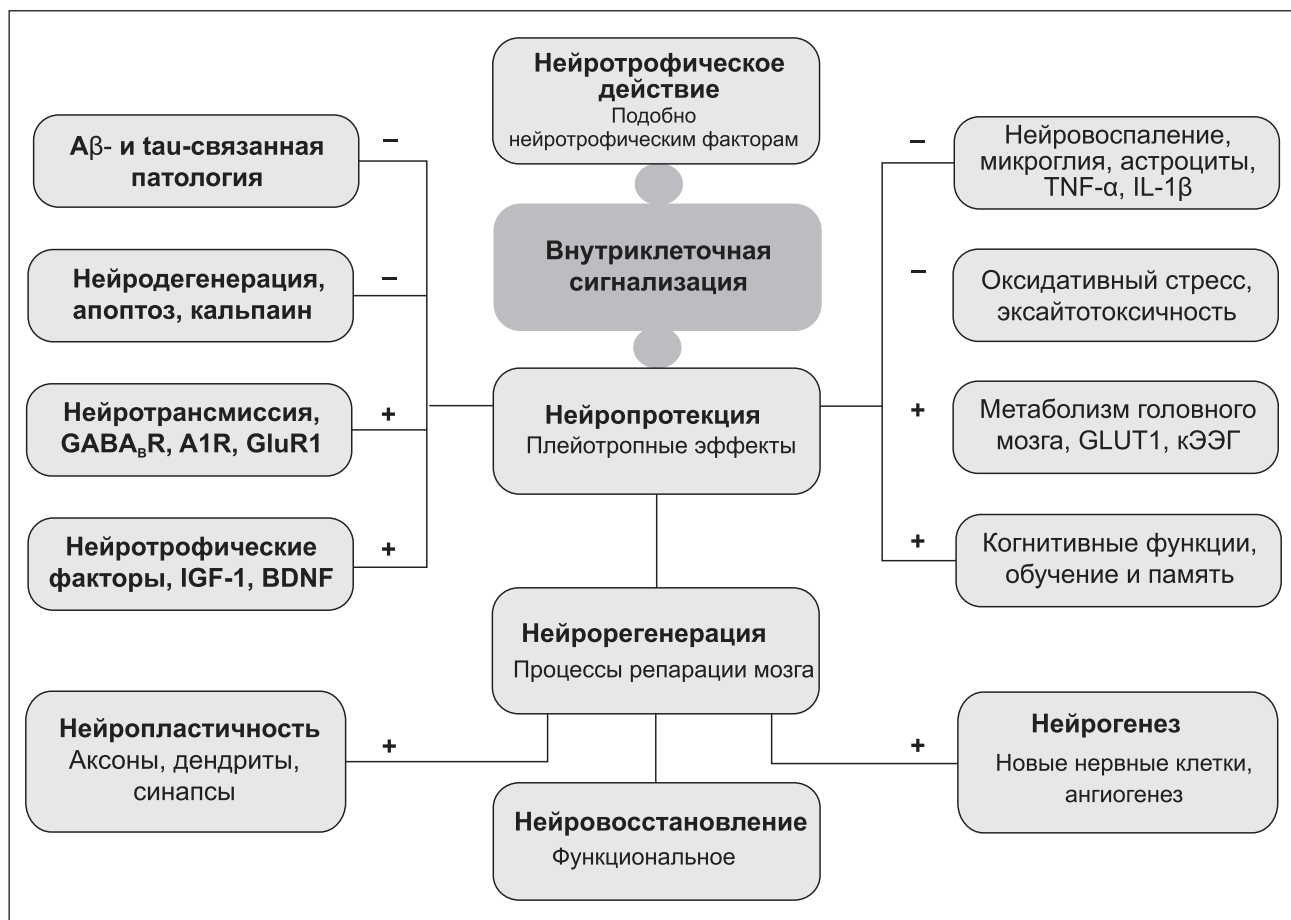 Нейротрофическое
действие
Подобно
нейротрофическим факторам
Aβ- и tau-связанная
патология
–
–
Нейровоспаление,
микроглия, астроциты,
TNF-α, IL-1β
Внутриклеточная
сигнализация
Нейродегенерация,
апоптоз, кальпаин
–
–
Оксидативный стресс,
эксайтотоксичность
Нейротрансмиссия,
GABAвR, A1R, GluR1
+
Нейропротекция
Плейотропные эффекты
+
Метаболизм головного
мозга, GLUT1, кЭЭГ
Нейротрофические
факторы, IGF-1, BDNF
+
+
Когнитивные функции,
обучение и память
Нейрорегенерация
Процессы репарации мозга
Нейропластичность
Аксоны, дендриты,
синапсы
+
+
Нейрогенез
Новые нервные клетки,
ангиогенез
Нейровосстановление
Функциональное